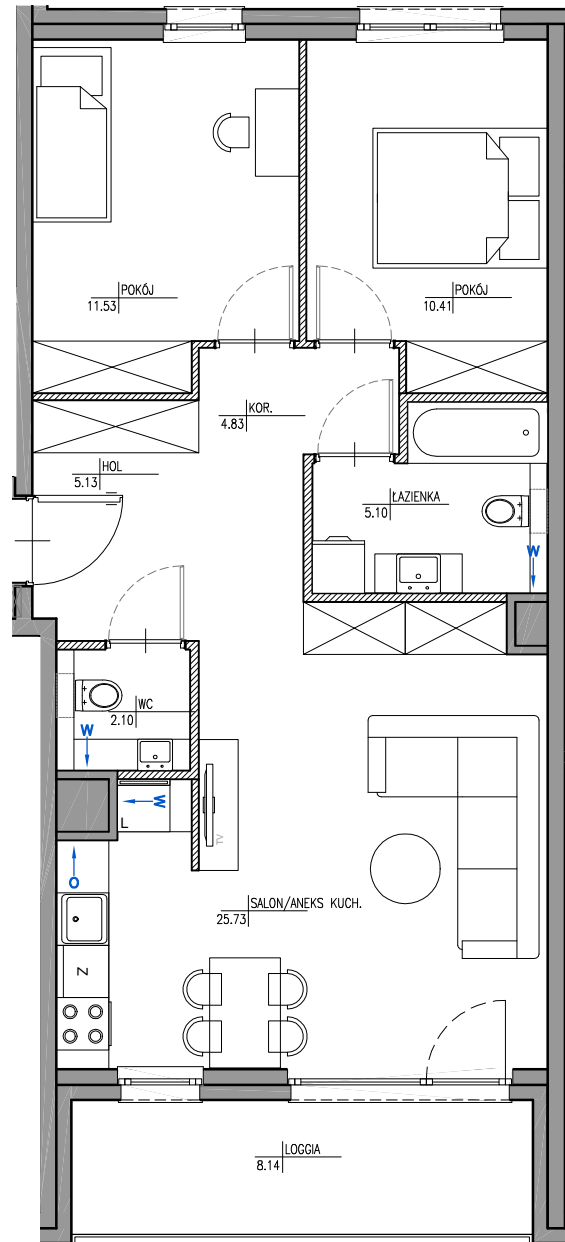 POKÓJ
11.53
POKÓJ
10.41
KOR.
4.83
HOL
5.13
ŁAZIENKA
5.10
W
WC
2.10
W
W
L
TV
O
SALON/ANEKS KUCH.
25.73
Z
LOGGIA
8.14